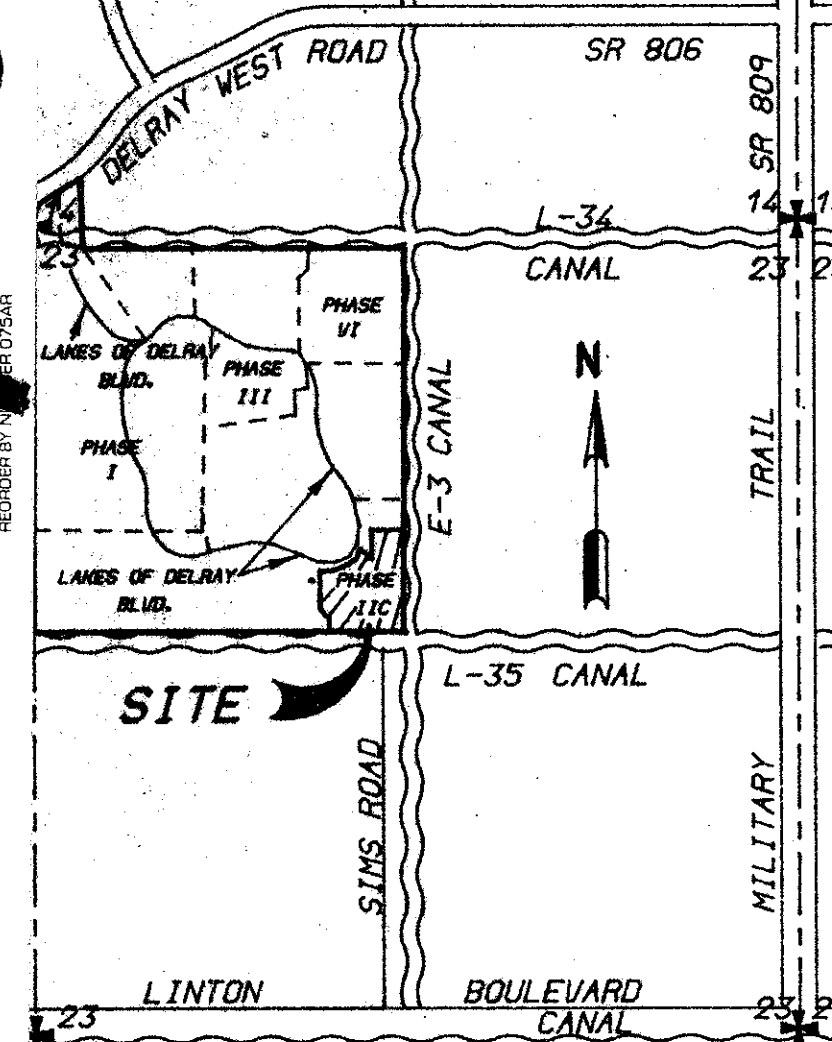 DELRAY WEST ROAD
SR 806
SR 809
14
14
L-34
CANAL
23
23
LAKES OF DELRAY
BLVD.
PHASE
VI
PHASE
III
PHASE
I
E-3 CANAL
N
TRAIL
LAKES OF DELRAY
BLVD.
PHASE
IIC
L-35 CANAL
SITE
SIMS ROAD
MILITARY
LINTON BOULEVARD
23
CANAL
23